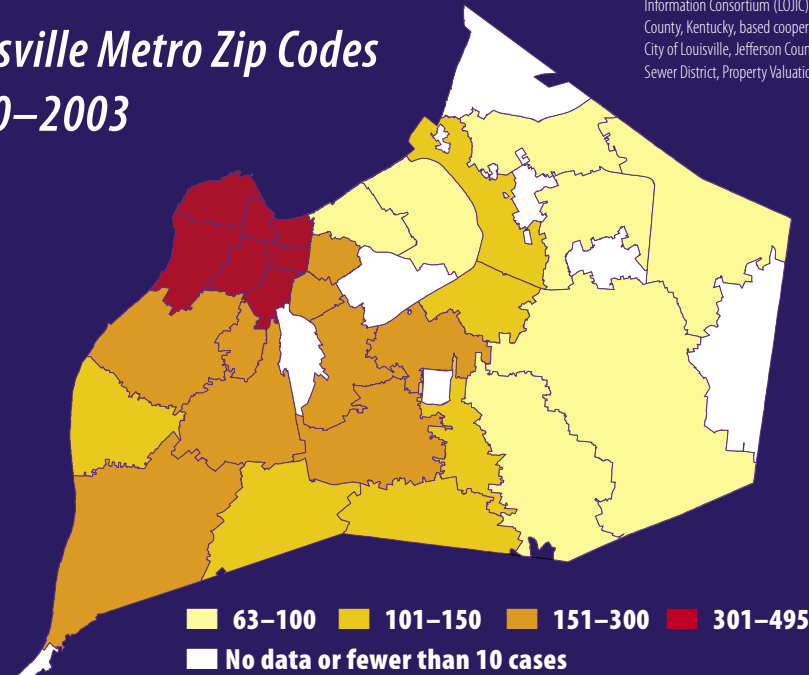 Information Consortium (LOJIC)
County, Kentucky, based cooper
City of Louisville, Jefferson Coun
Sewer District, Property Valuatio
sville Metro Zip Codes
0–2003
63–100 101–150 151–300 301–495
No data or fewer than 10 cases